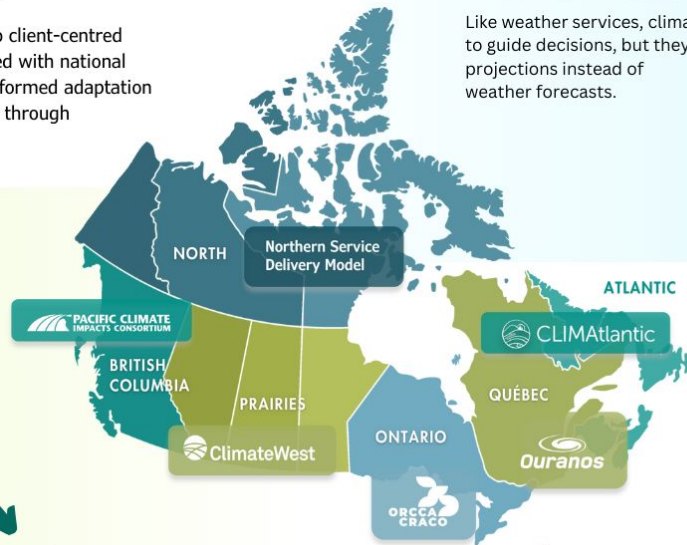 client-centred
ed with national
formed adaptation
through
Like weather services, clima
to guide decisions, but they
projections instead of
weather forecasts.
NORTH
Northern Service
Delivery Model
ATLANTIC
PACIFIC CLIMATE
IMPACTS CONSORTIUM
CLIMAtlantic
BRITISH
COLUMBIA
PRAIRIES
QUÉBEC
ClimateWest
ONTARIO
Ouranos
ORCCA
CRACO